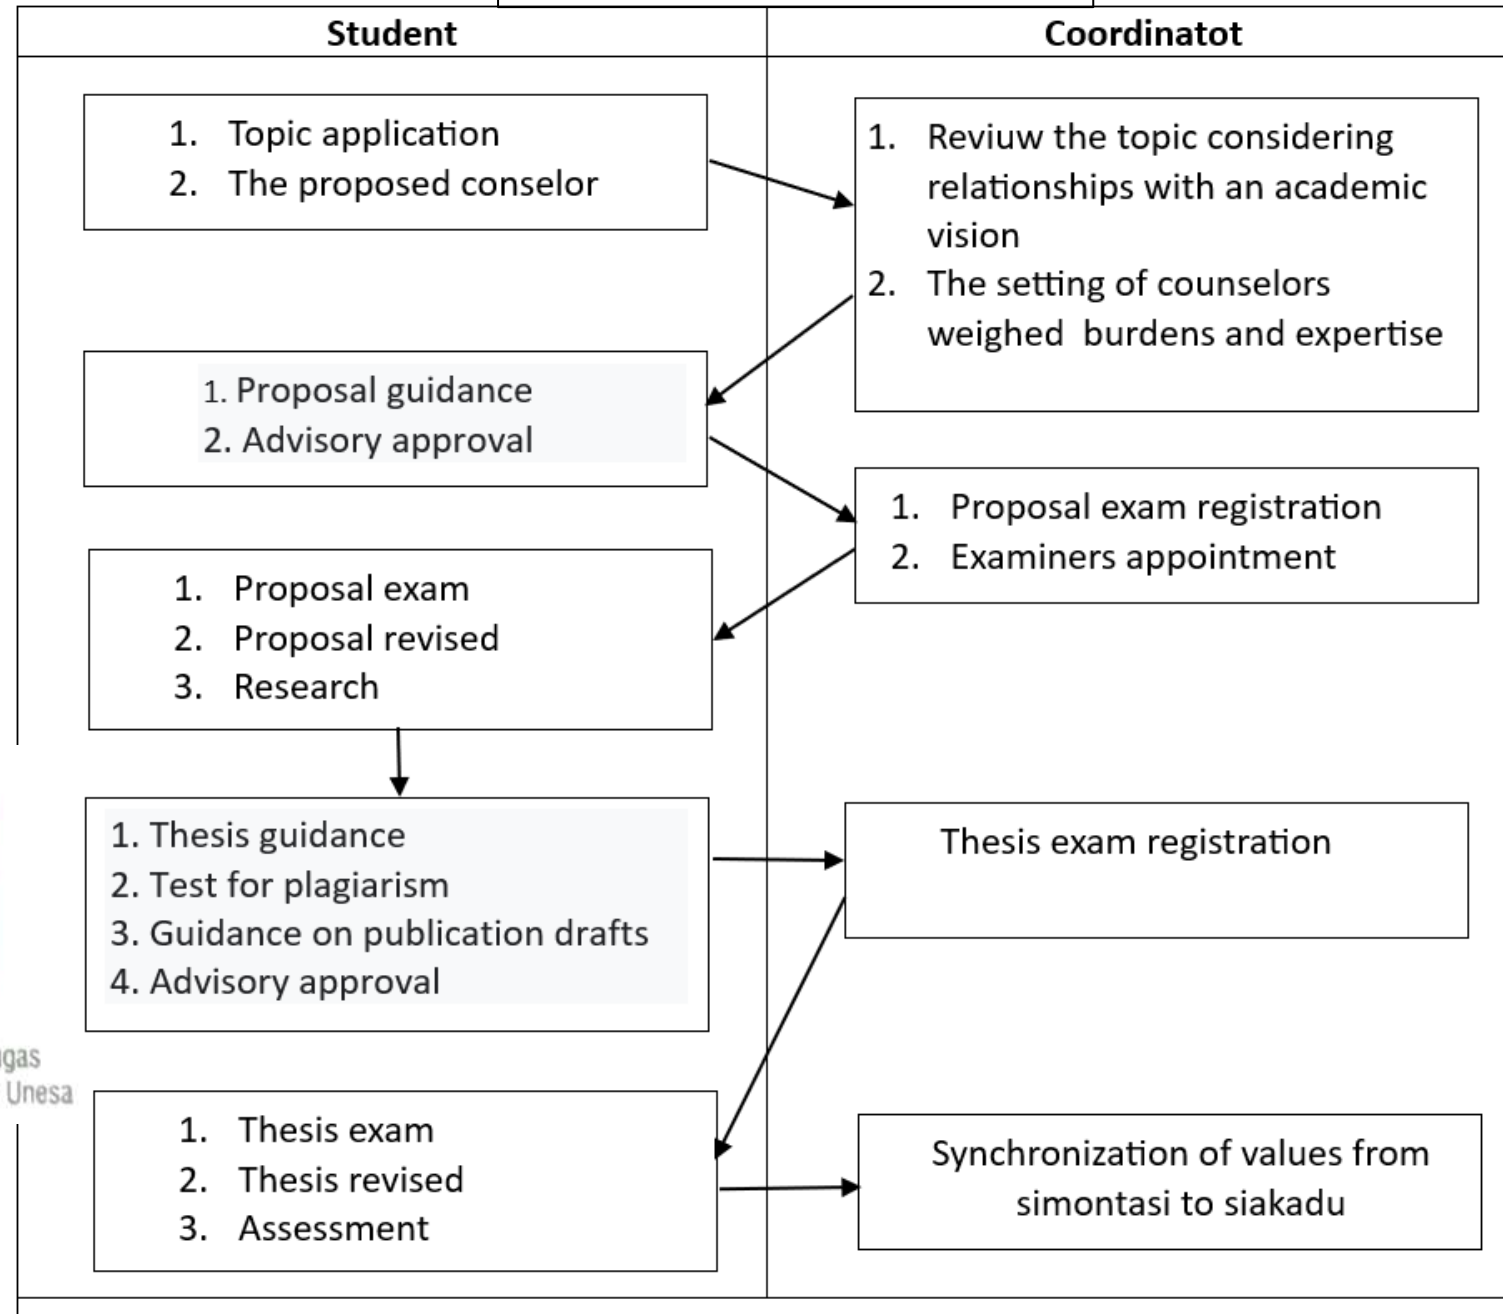 Student
Coordinatot
1. Topic application
2. The proposed conselor
1. Reviuw the topic considering
relationships with an academic
vision
2. The setting of counselors
weighed burdens and expertise
1. Proposal guidance
2. Advisory approval
1. Proposal exam registration
2. Examiners appointment
1. Proposal exam
2. Proposal revised
3. Research
1. Thesis guidance
2. Test for plagiarism
3. Guidance on publication drafts
4. Advisory approval
Thesis exam registration
Unesa
1. Thesis exam
2. Thesis revised
3. Assessment
Synchronization of values from
simontasi to siakadu